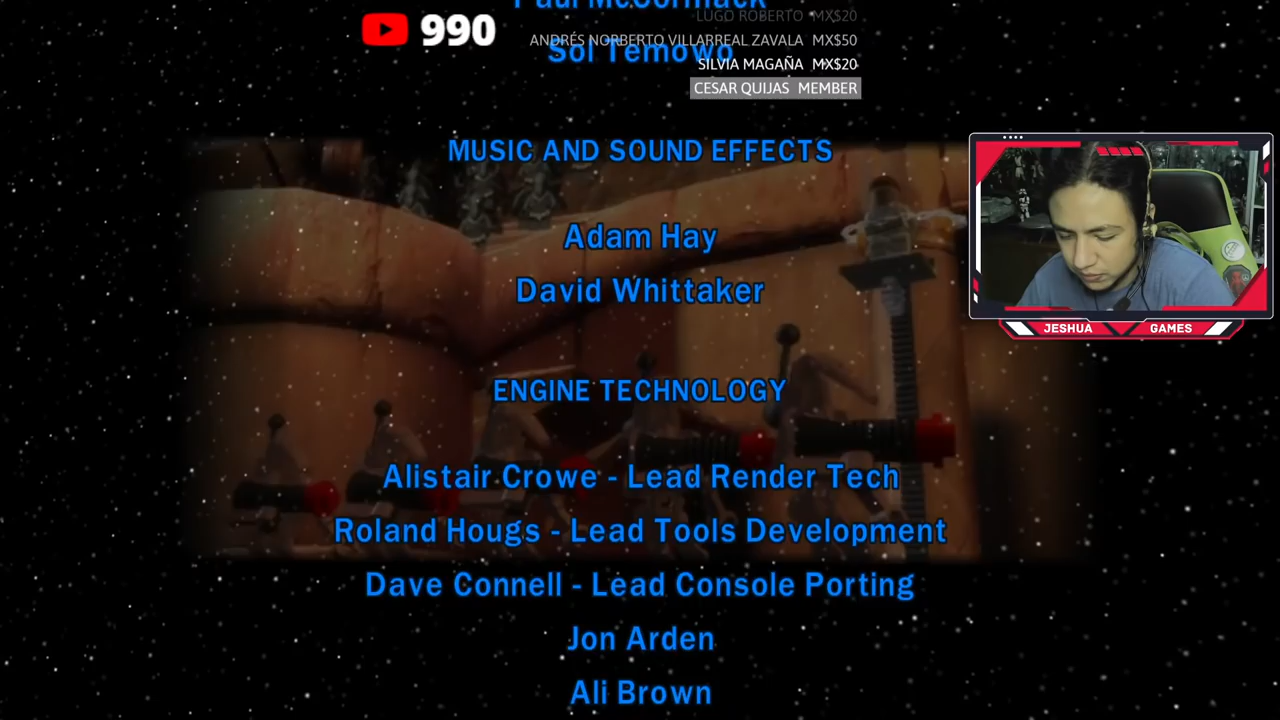 Paul McCormack
990
LUGO ROBERTO MX$20
ANDRÉS NORBERTO VILLARREAL ZAVALA MX$50
Sol Temowo
SILVIA MAGAÑA MX$20
CESAR QUIJAS MEMBER
MUSIC AND SOUND EFFECTS
Adam Hay
David Whittaker
JESHUA GAMES
ENGINE TECHNOLOGY
Alistair Crowe - Lead Render Tech
Roland Hougs - Lead Tools Development
Dave Connell - Lead Console Porting
Jon Arden
Ali Brown